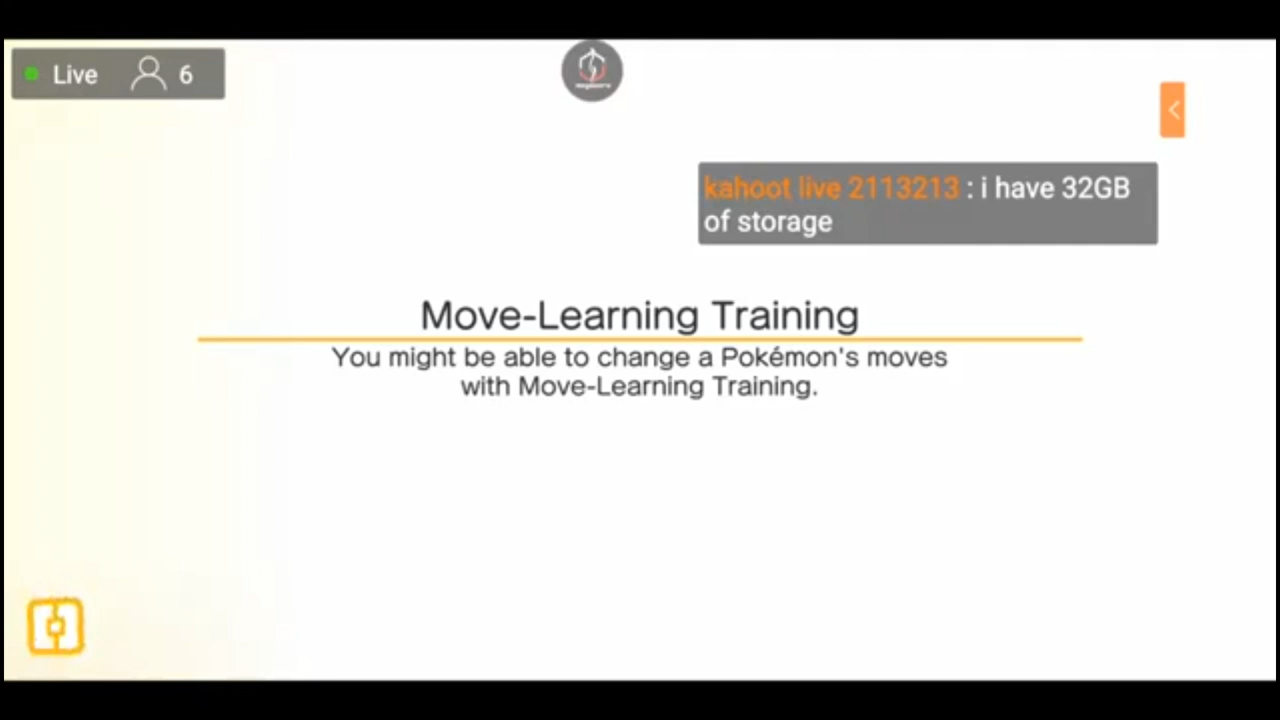 Live 6
kahoot live 2113213 : i have 32GB
of storage
Move-Learning Training
You might be able to change a Pokémon's moves
with Move-Learning Training.